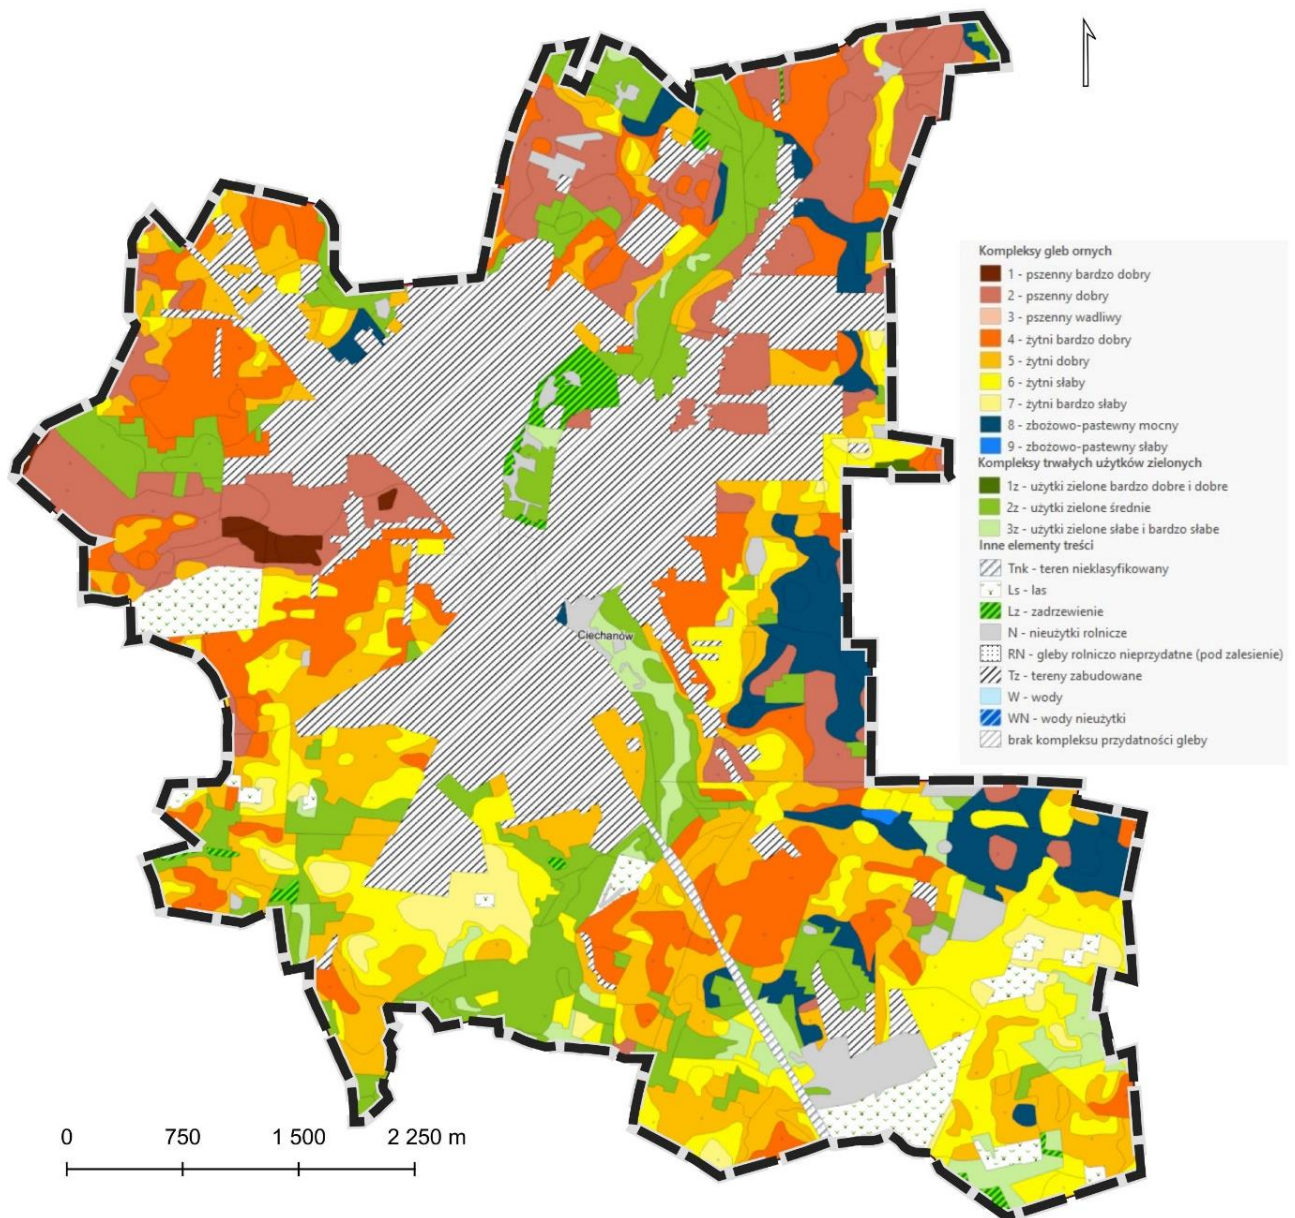 Kompleksy gleb ornych
1 - pszenny bardzo dobry
2 - pszenny dobry
3 - pszenny wadliwy
4 - żytni bardzo dobry
5 - żytni dobry
6 - żytni słaby
7 - żytni bardzo słaby
8 - zbożowo-pastewny mocny
9 - zbożowo-pastewny słaby
Kompleksy trwałych użytków zielonych
1z - użytki zielone bardzo dobre i dobre
2z - użytki zielone średnie
3z - użytki zielone słabe i bardzo słabe
Inne elementy treści
Tnk - teren nieklasyfikowany
Ls - las
Lz - zadrzewienie
N - nieużytki rolnicze
RN - gleby rolniczo nieprzydatne (pod zalesienie)
Tz - tereny zabudowane
W - wody
WN - wody nieużytki
brak kompleksu przydatności gleby
Ciechanów
0 750 1 500 2 250 m